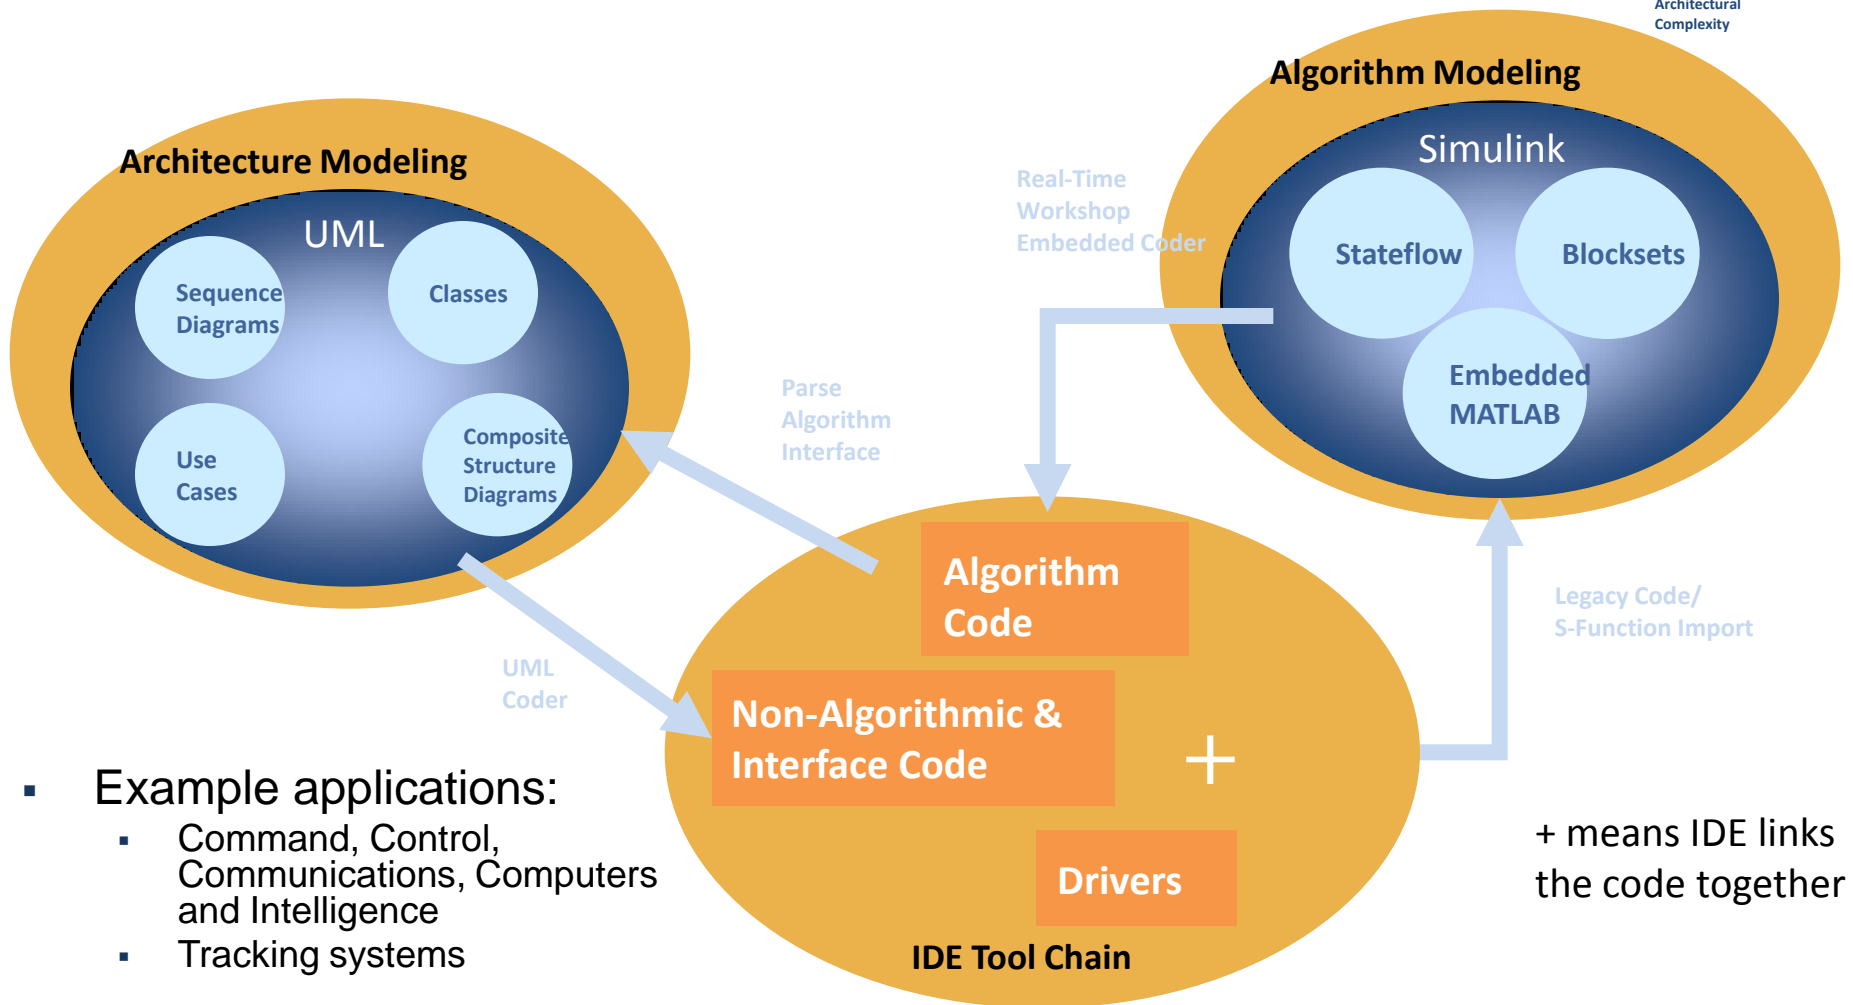 Architectural
Complexity
Algorithm Modeling
Simulink
Stateflow
Blocksets
Embedded
MATLAB
Architecture Modeling
UML
Sequence
Diagrams
Classes
Use
Cases
Composite
Structure
Diagrams
Real-Time
Workshop
Embedded Coder
Parse
Algorithm
Interface
UML
Coder
Legacy Code/
S-Function Import
Algorithm
Code
Non-Algorithmic &
Interface Code
+
Drivers
IDE Tool Chain
▪ Example applications:
▪ Command, Control,
Communications, Computers
and Intelligence
▪ Tracking systems
+ means IDE links
the code together